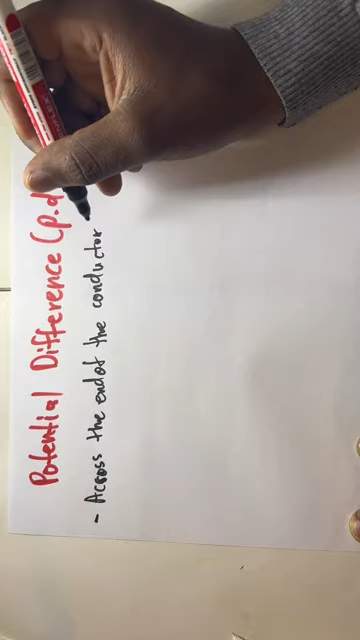 Potential Difference (p.d
- Across the end of the conductor